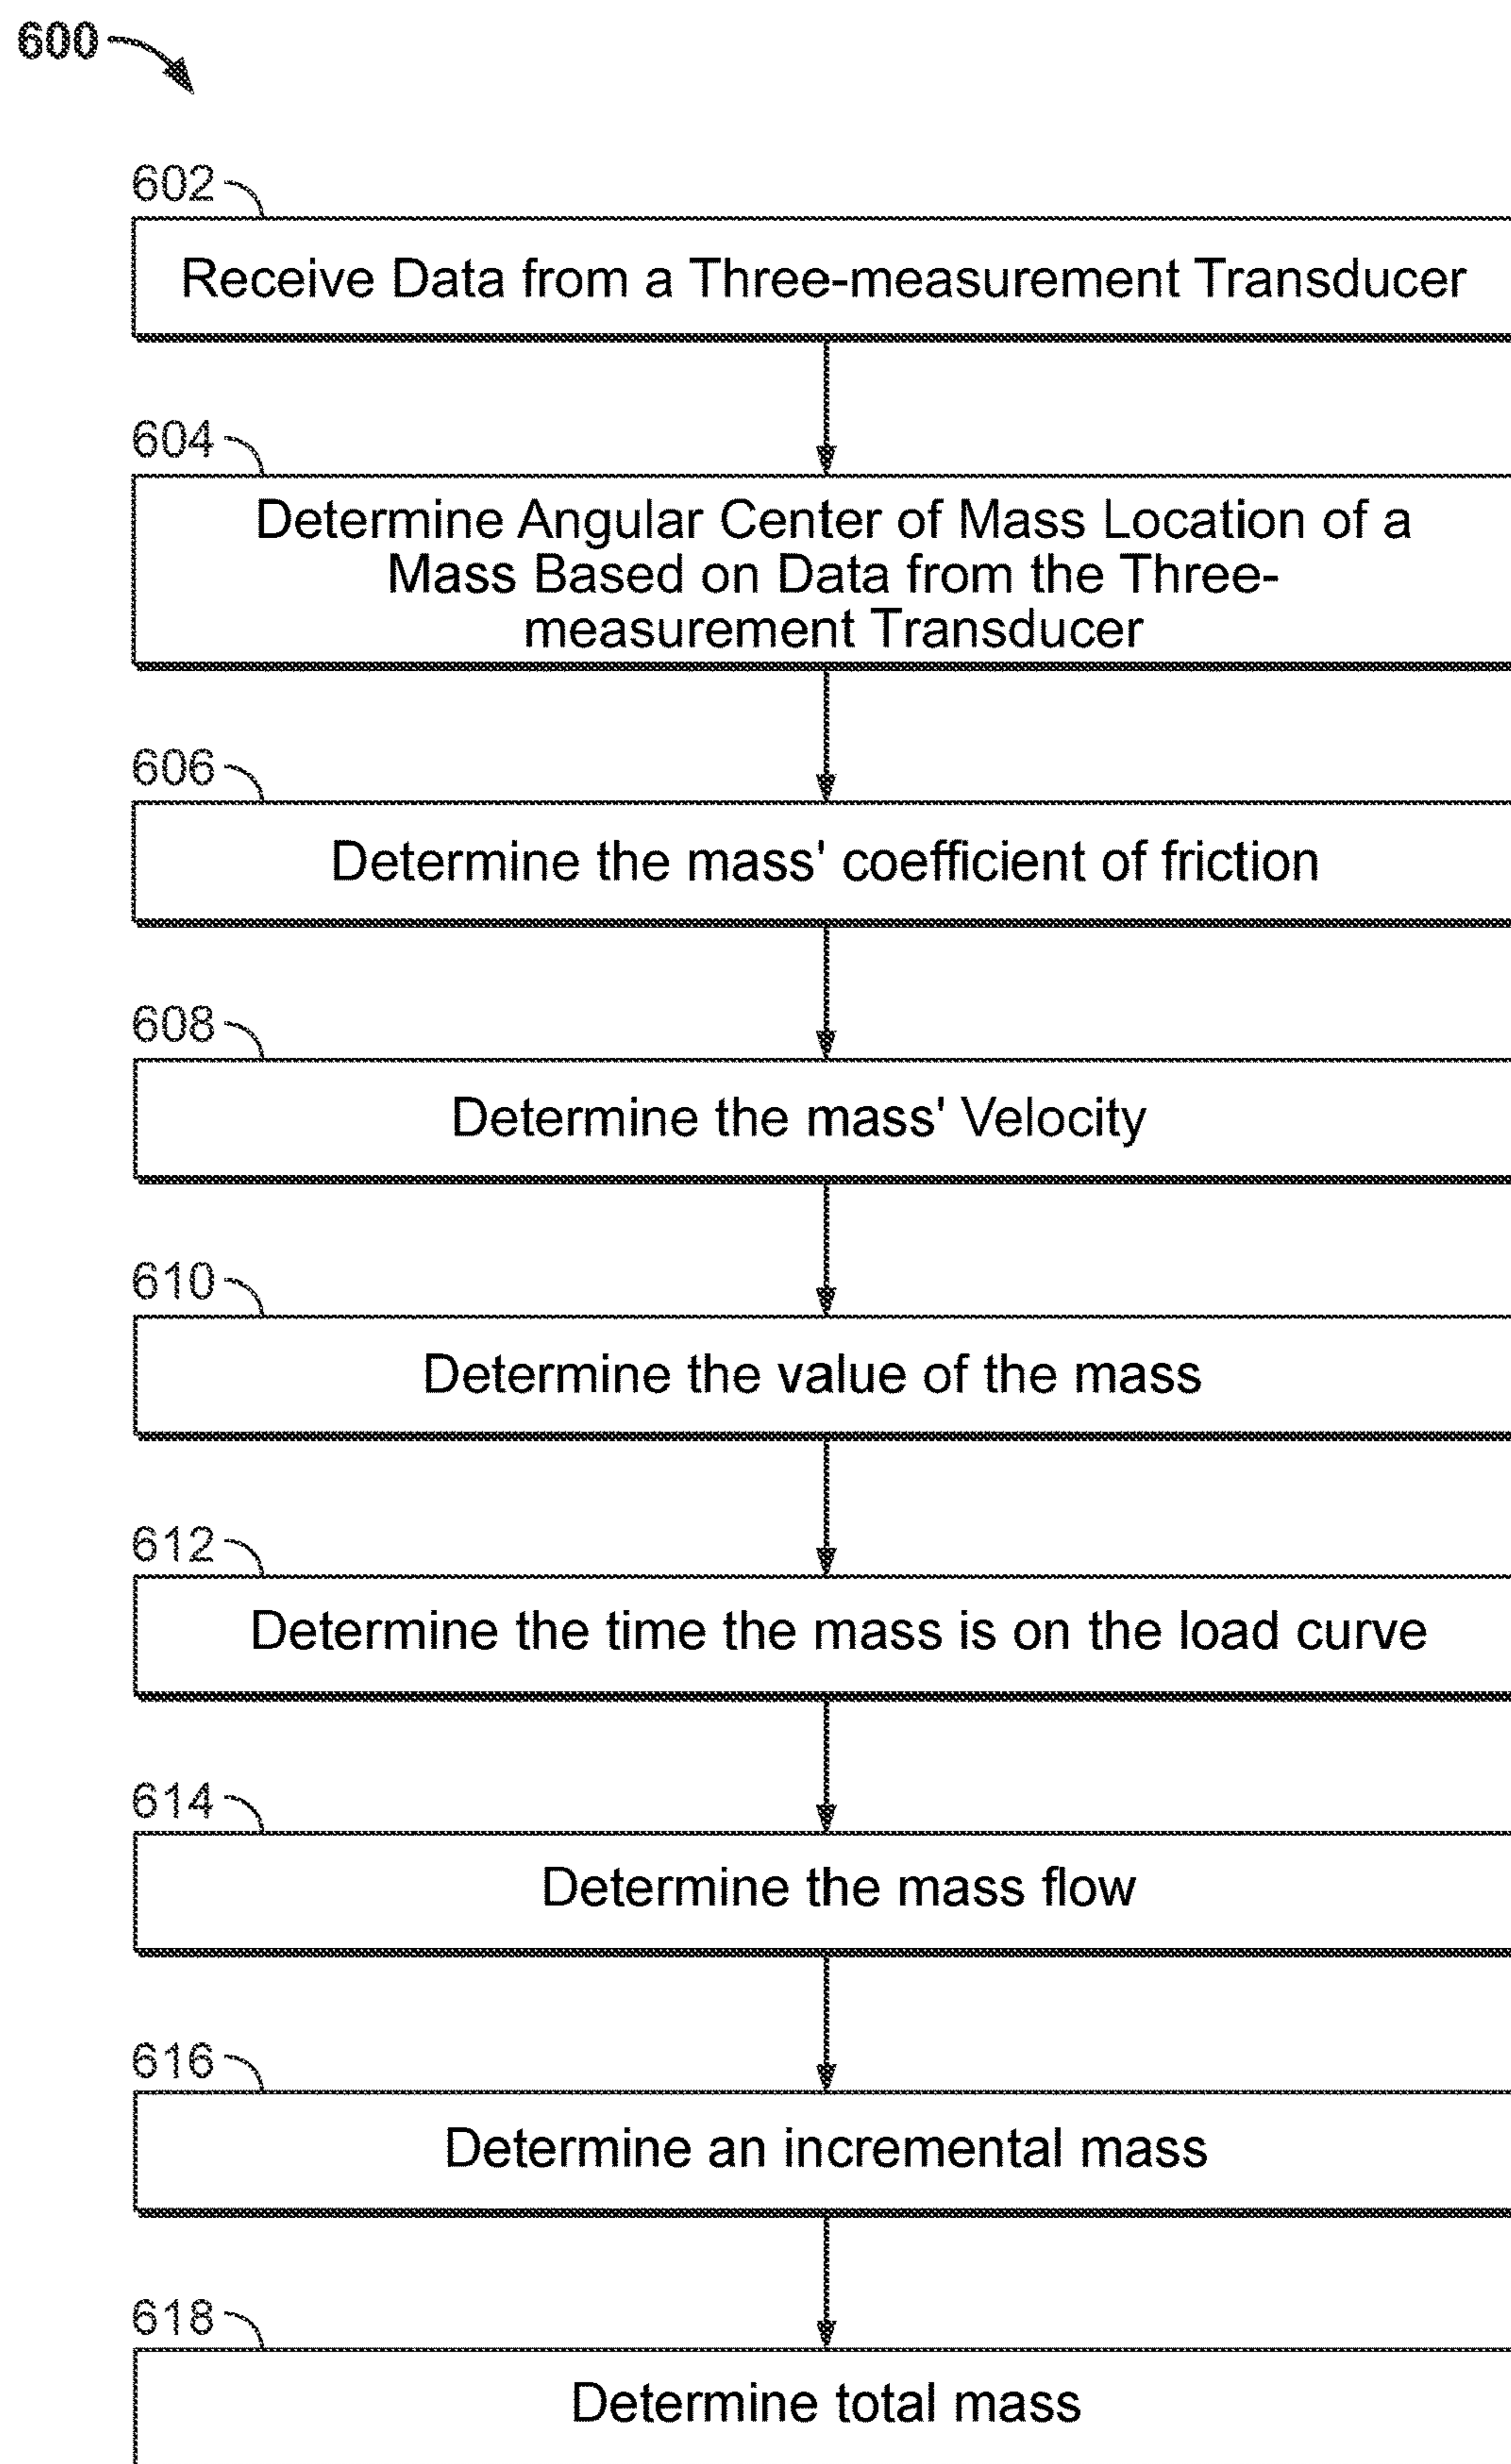 600
602
Receive Data from a Three-measurement Transducer
604
Determine Angular Center of Mass Location of a
Mass Based on Data from the Three-
measurement Transducer
606
Determine the mass' coefficient of friction
608
Determine the mass' Velocity
610
Determine the value of the mass
612
Determine the time the mass is on the load curve
614
Determine the mass flow
616
Determine an incremental mass
618
Determine total mass